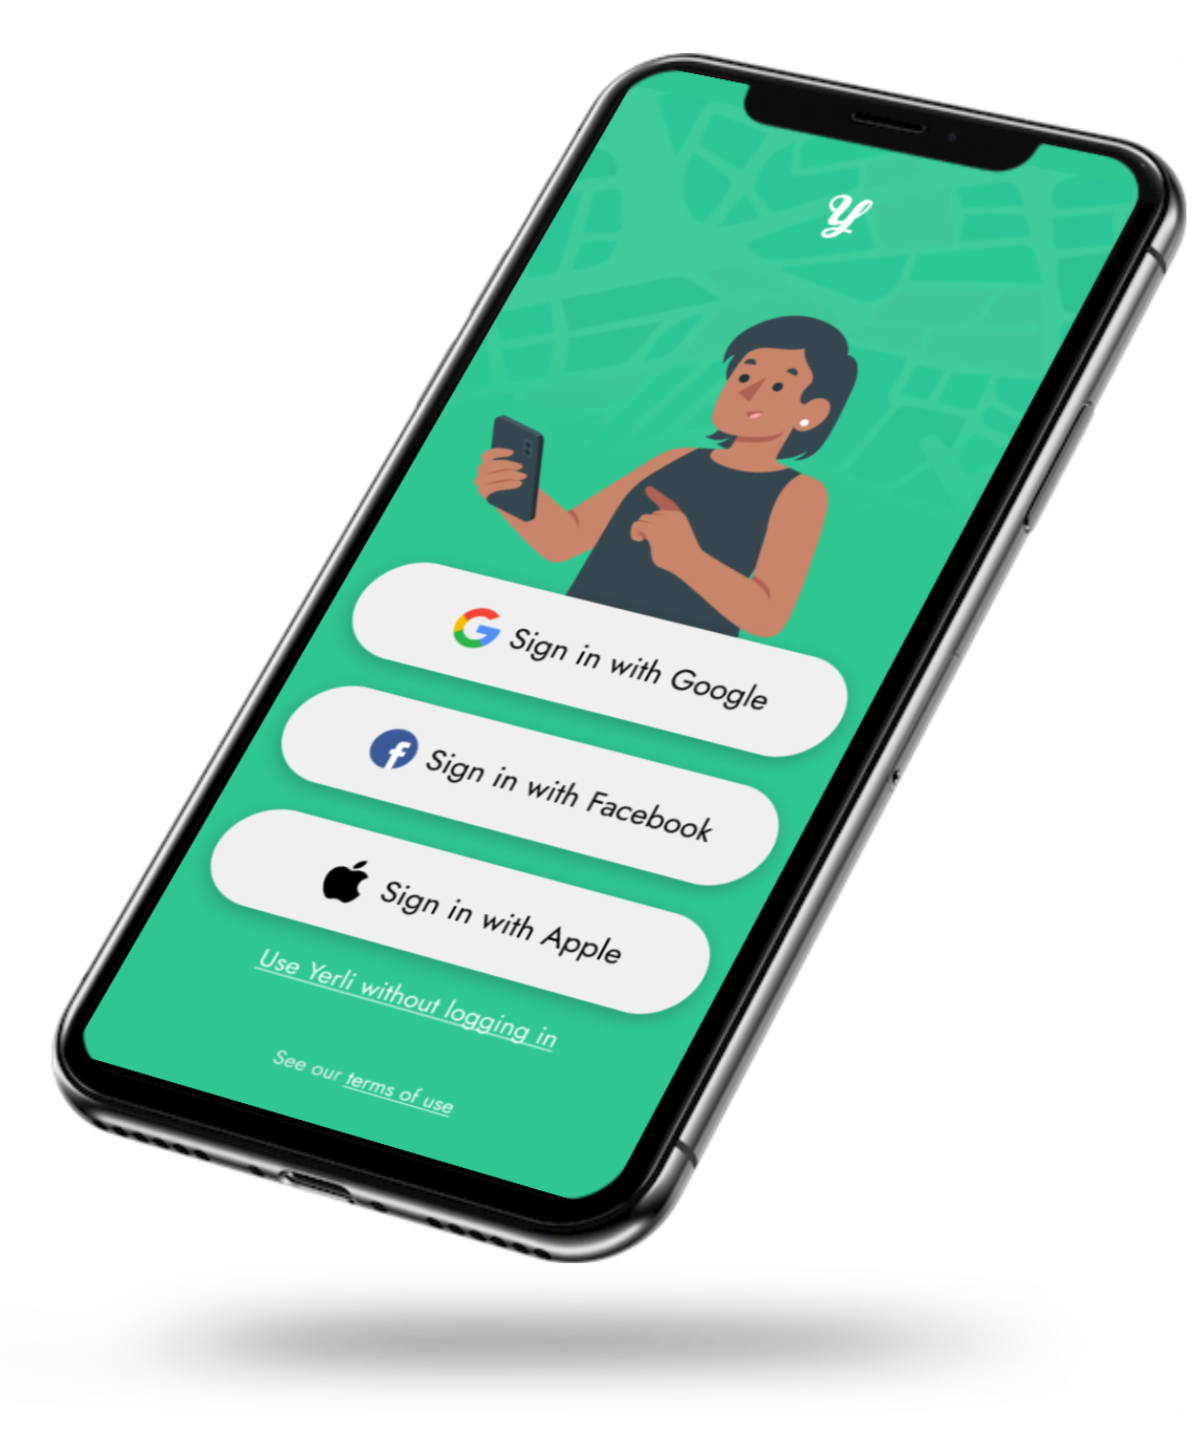 Y
Sign in with Google
Sign in with Facebook
Sign in with Apple
Use Yerli without logging in
See our terms of use